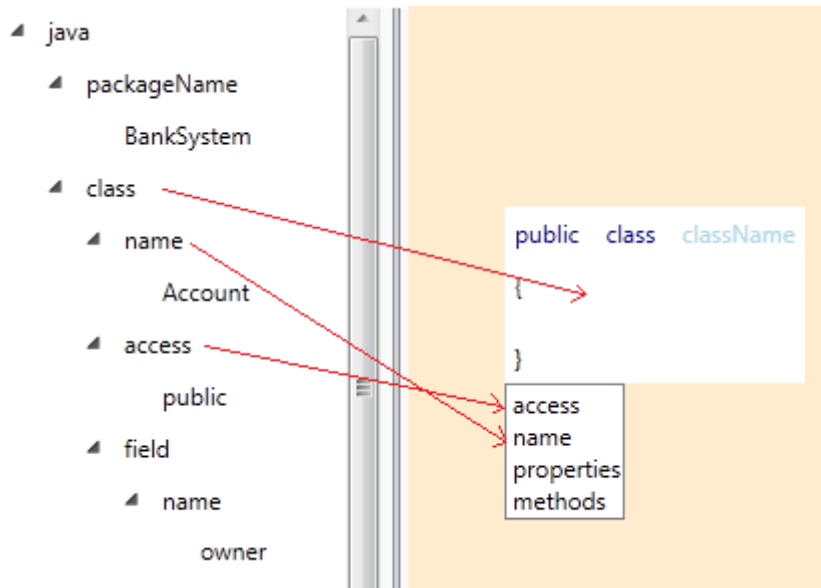 java
packageName
BankSystem
class
name
Account
access
public
field
name
owner
public class className
{
}
access
name
properties
methods